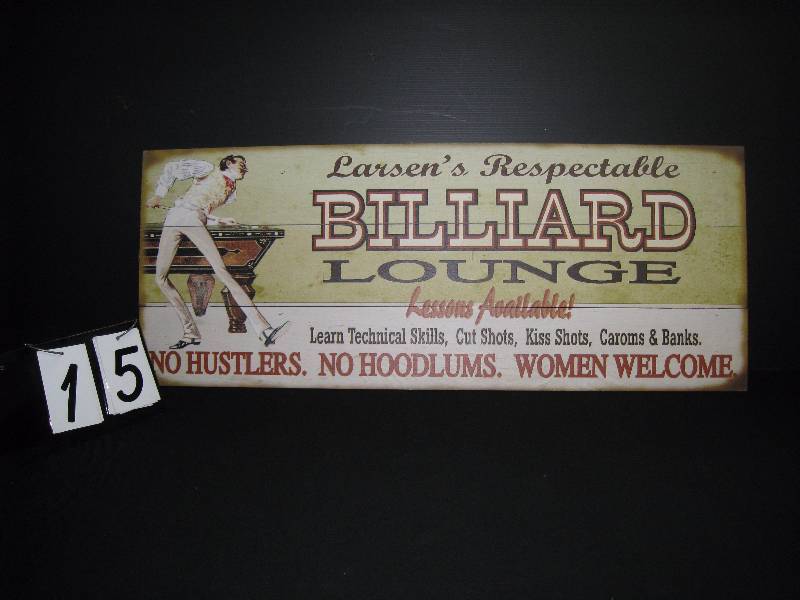 Larsen's Respectable
BILLIARD
LOUNGE
Lessons Available!
Learn Technical Skills, Cut Shots, Kiss Shots, Caroms & Banks.
NO HUSTLERS. NO HOODLUMS. WOMEN WELCOME.
15